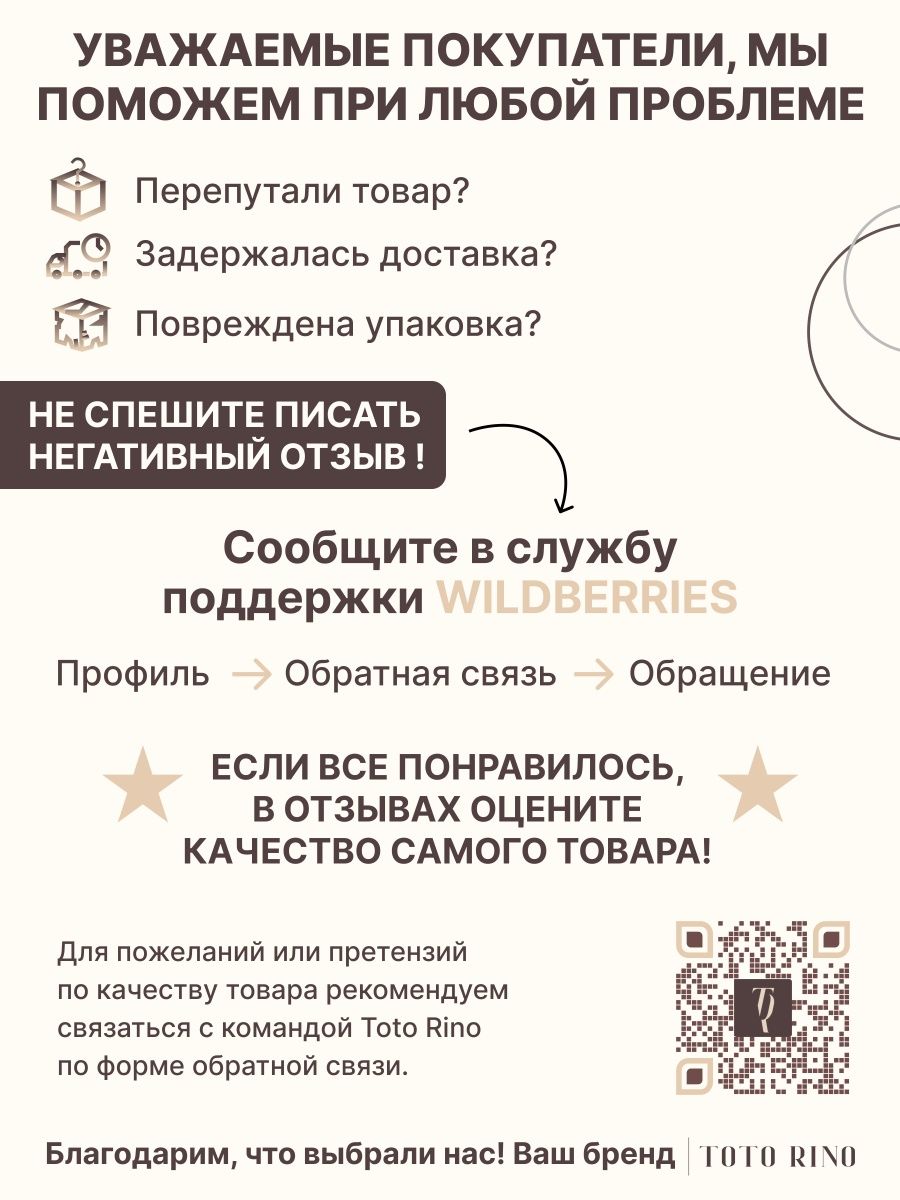 УВАЖАЕМЫЕ ПОКУПАТЕЛИ, МЫ
ПОМОЖЕМ ПРИ ЛЮБОЙ ПРОБЛЕМЕ
Перепутали товар?
Задержалась доставка?
Повреждена упаковка?
НЕ СПЕШИТЕ ПИСАТЬ
НЕГАТИВНЫЙ ОТЗЫВ !
Сообщите в службу
поддержки WILDBERRIES
Профиль → Обратная связь → Обращение
ЕСЛИ ВСЕ ПОНРАВИЛОСЬ,
В ОТЗЫВАХ ОЦЕНИТЕ
КАЧЕСТВО САМОГО ТОВАРА!
Для пожеланий или претензий
по качеству товара рекомендуем
связаться с командой Toto Rino
по форме обратной связи.
TR
Благодарим, что выбрали нас! Ваш бренд | TOTO RINO